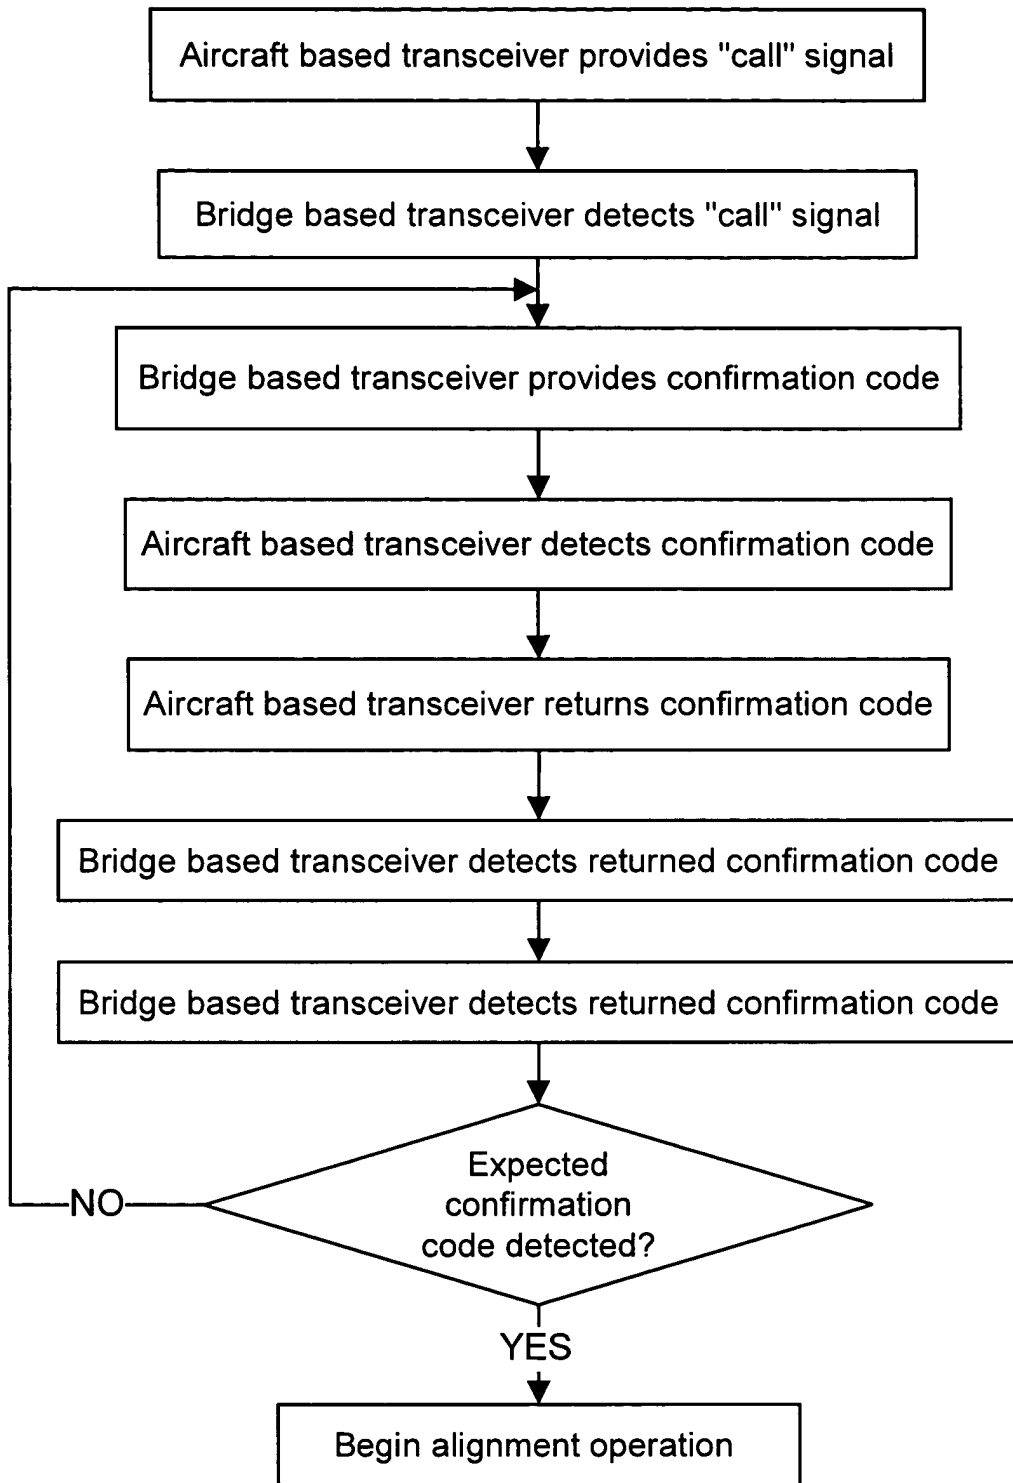 Aircraft based transceiver provides "call" signal
Bridge based transceiver detects "call" signal
Bridge based transceiver provides confirmation code
Aircraft based transceiver detects confirmation code
Aircraft based transceiver returns confirmation code
Bridge based transceiver detects returned confirmation code
Bridge based transceiver detects returned confirmation code
Expected
confirmation
code detected?
NO
YES
Begin alignment operation